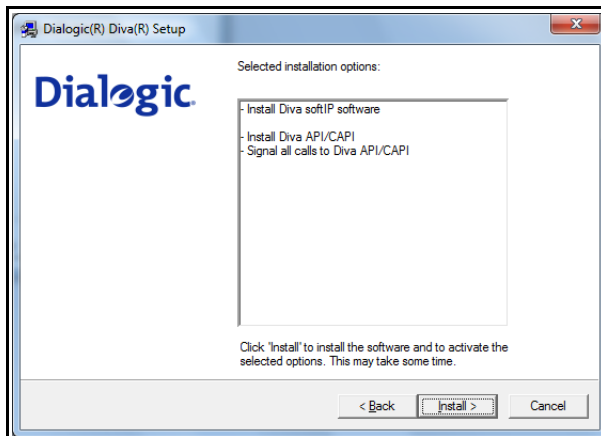 Dialogic(R) Diva(R) Setup
Dialogic.
Selected installation options:
- Install Diva softIP software
- Install Diva API/CAPI
- Signal all calls to Diva API/CAPI
Click 'Install' to install the software and to activate the
selected options. This may take some time.
< Back
Install >
Cancel